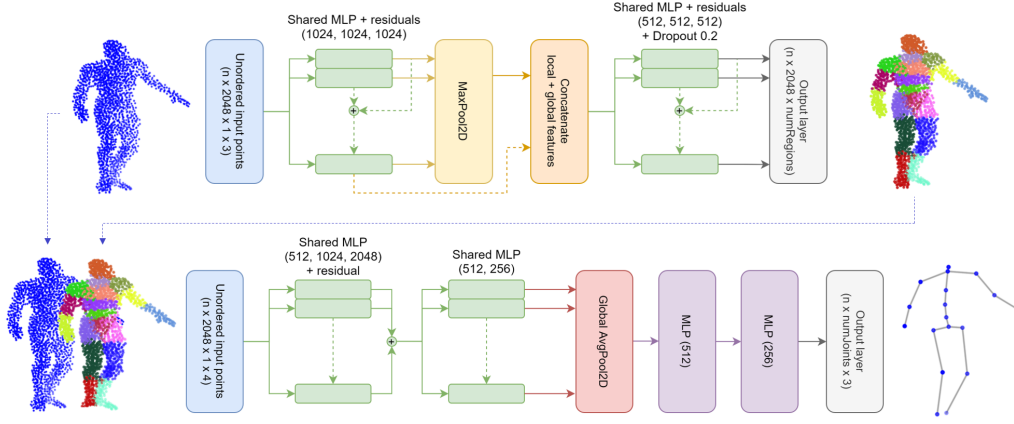 Shared MLP + residuals
(1024, 1024, 1024)
Shared MLP + residuals
(512, 512, 512)
+ Dropout 0.2
Unordered input points
(n x 2048 x 1 x 3)
+
MaxPool2D
Concatenate
local + global features
+
Output layer
(n x 2048 x numRegions)
Shared MLP
(512, 1024, 2048)
+ residual
Shared MLP
(512, 256)
Unordered input points
(n x 2048 x 1 x 4)
+
Global AvgPool2D
MLP (512)
MLP (256)
Output layer
(n x numJoints x 3)